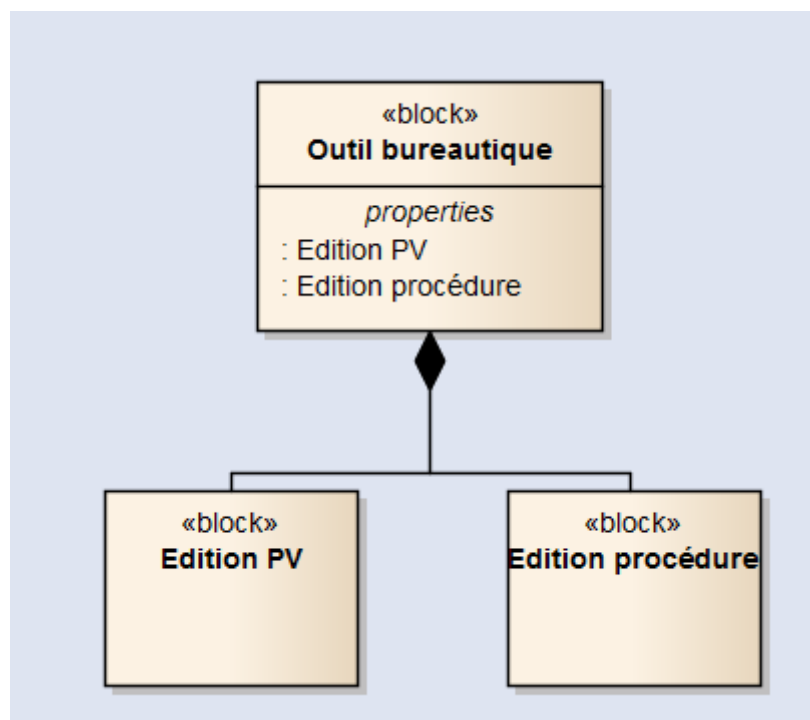 «block»
Outil bureautique
properties
: Edition PV
: Edition procédure
«block»
Edition PV
«block»
Edition procédure